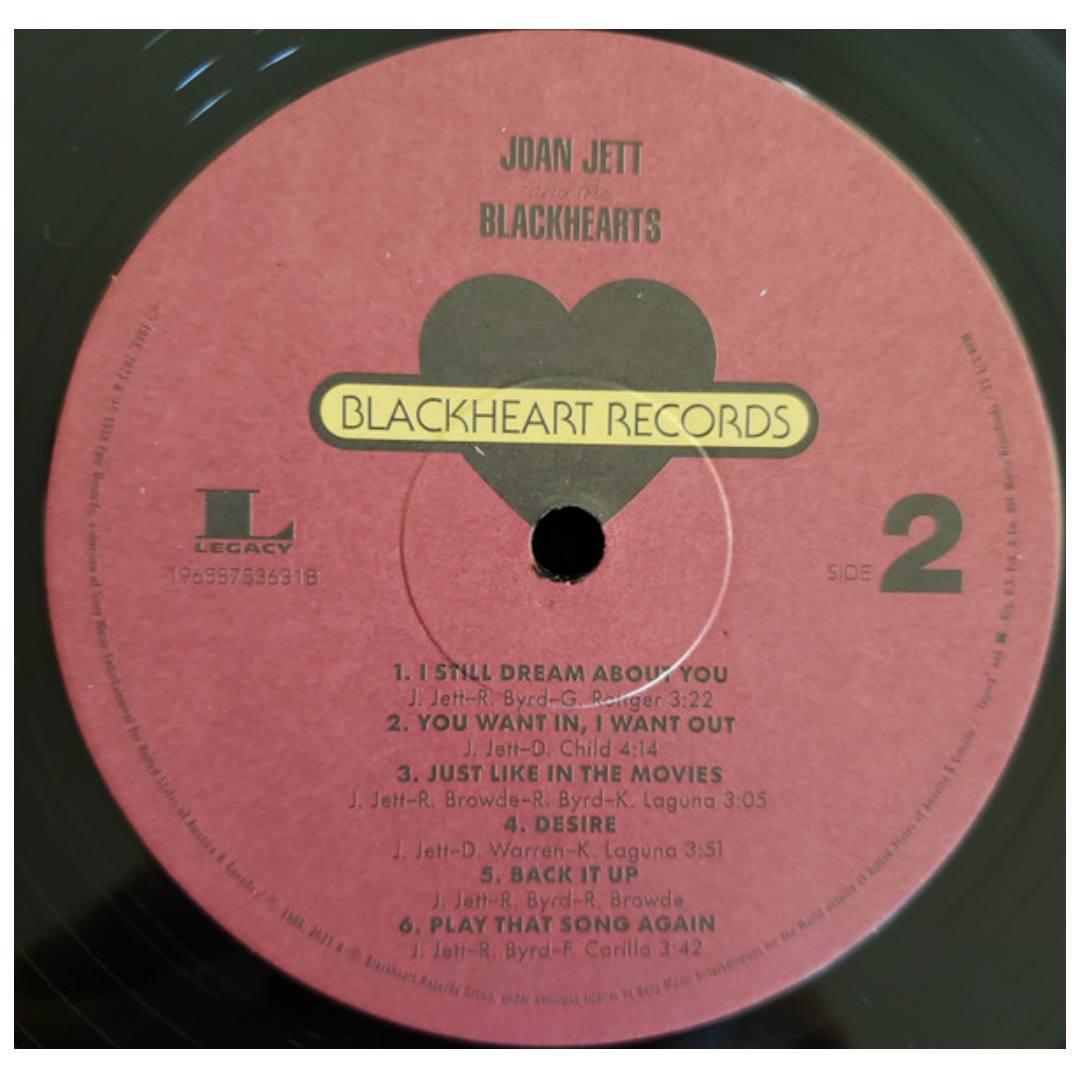 JOAN JETT
and the
BLACKHEARTS
BLACKHEART RECORDS
L
LEGACY
19658753631B
SIDE 2
1. I STILL DREAM ABOUT YOU
J. Jett–R. Byrd–G. Rottger 3:22
2. YOU WANT IN, I WANT OUT
J. Jett–D. Child 4:14
3. JUST LIKE IN THE MOVIES
J. Jett–R. Browde–R. Byrd–K. Laguna 3:05
4. DESIRE
J. Jett–D. Warren–K. Laguna 3:51
5. BACK IT UP
J. Jett–R. Byrd–R. Browde
6. PLAY THAT SONG AGAIN
J. Jett–R. Byrd–F. Carillo 3:42